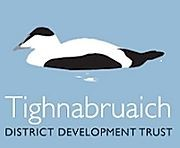 Tighnabruaich
DISTRICT DEVELOPMENT TRUST